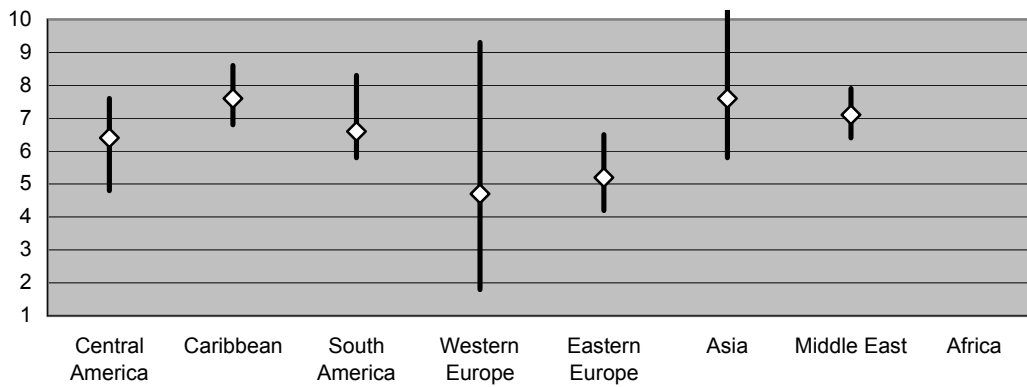 10
9
8
7
6
5
4
3
2
1
Central America
Caribbean
South America
Western Europe
Eastern Europe
Asia
Middle East
Africa